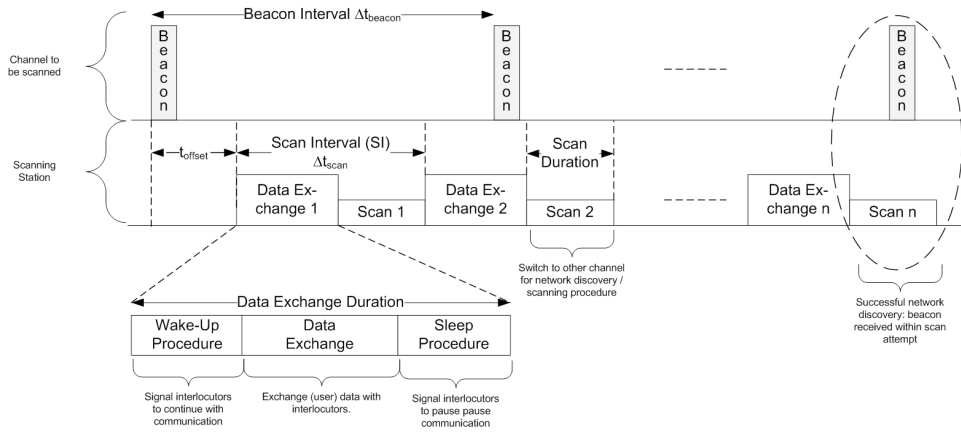 Beacon Interval Δtbeacon
Beacon
Beacon
Beacon
Channel to
be scanned
Scanning
Station
toffset
Scan Interval (SI)
Δtscan
Scan
Duration
Data Ex-
change 1
Scan 1
Data Ex-
change 2
Scan 2
Data Ex-
change n
Scan n
Switch to other channel
for network discovery /
scanning procedure
Successful network
discovery: beacon
received within scan
attempt
Data Exchange Duration
Wake-Up
Procedure
Data
Exchange
Sleep
Procedure
Signal interlocutors
to continue with
communication
Exchange (user) data with
interlocutors.
Signal interlocutors
to pause pause
communication